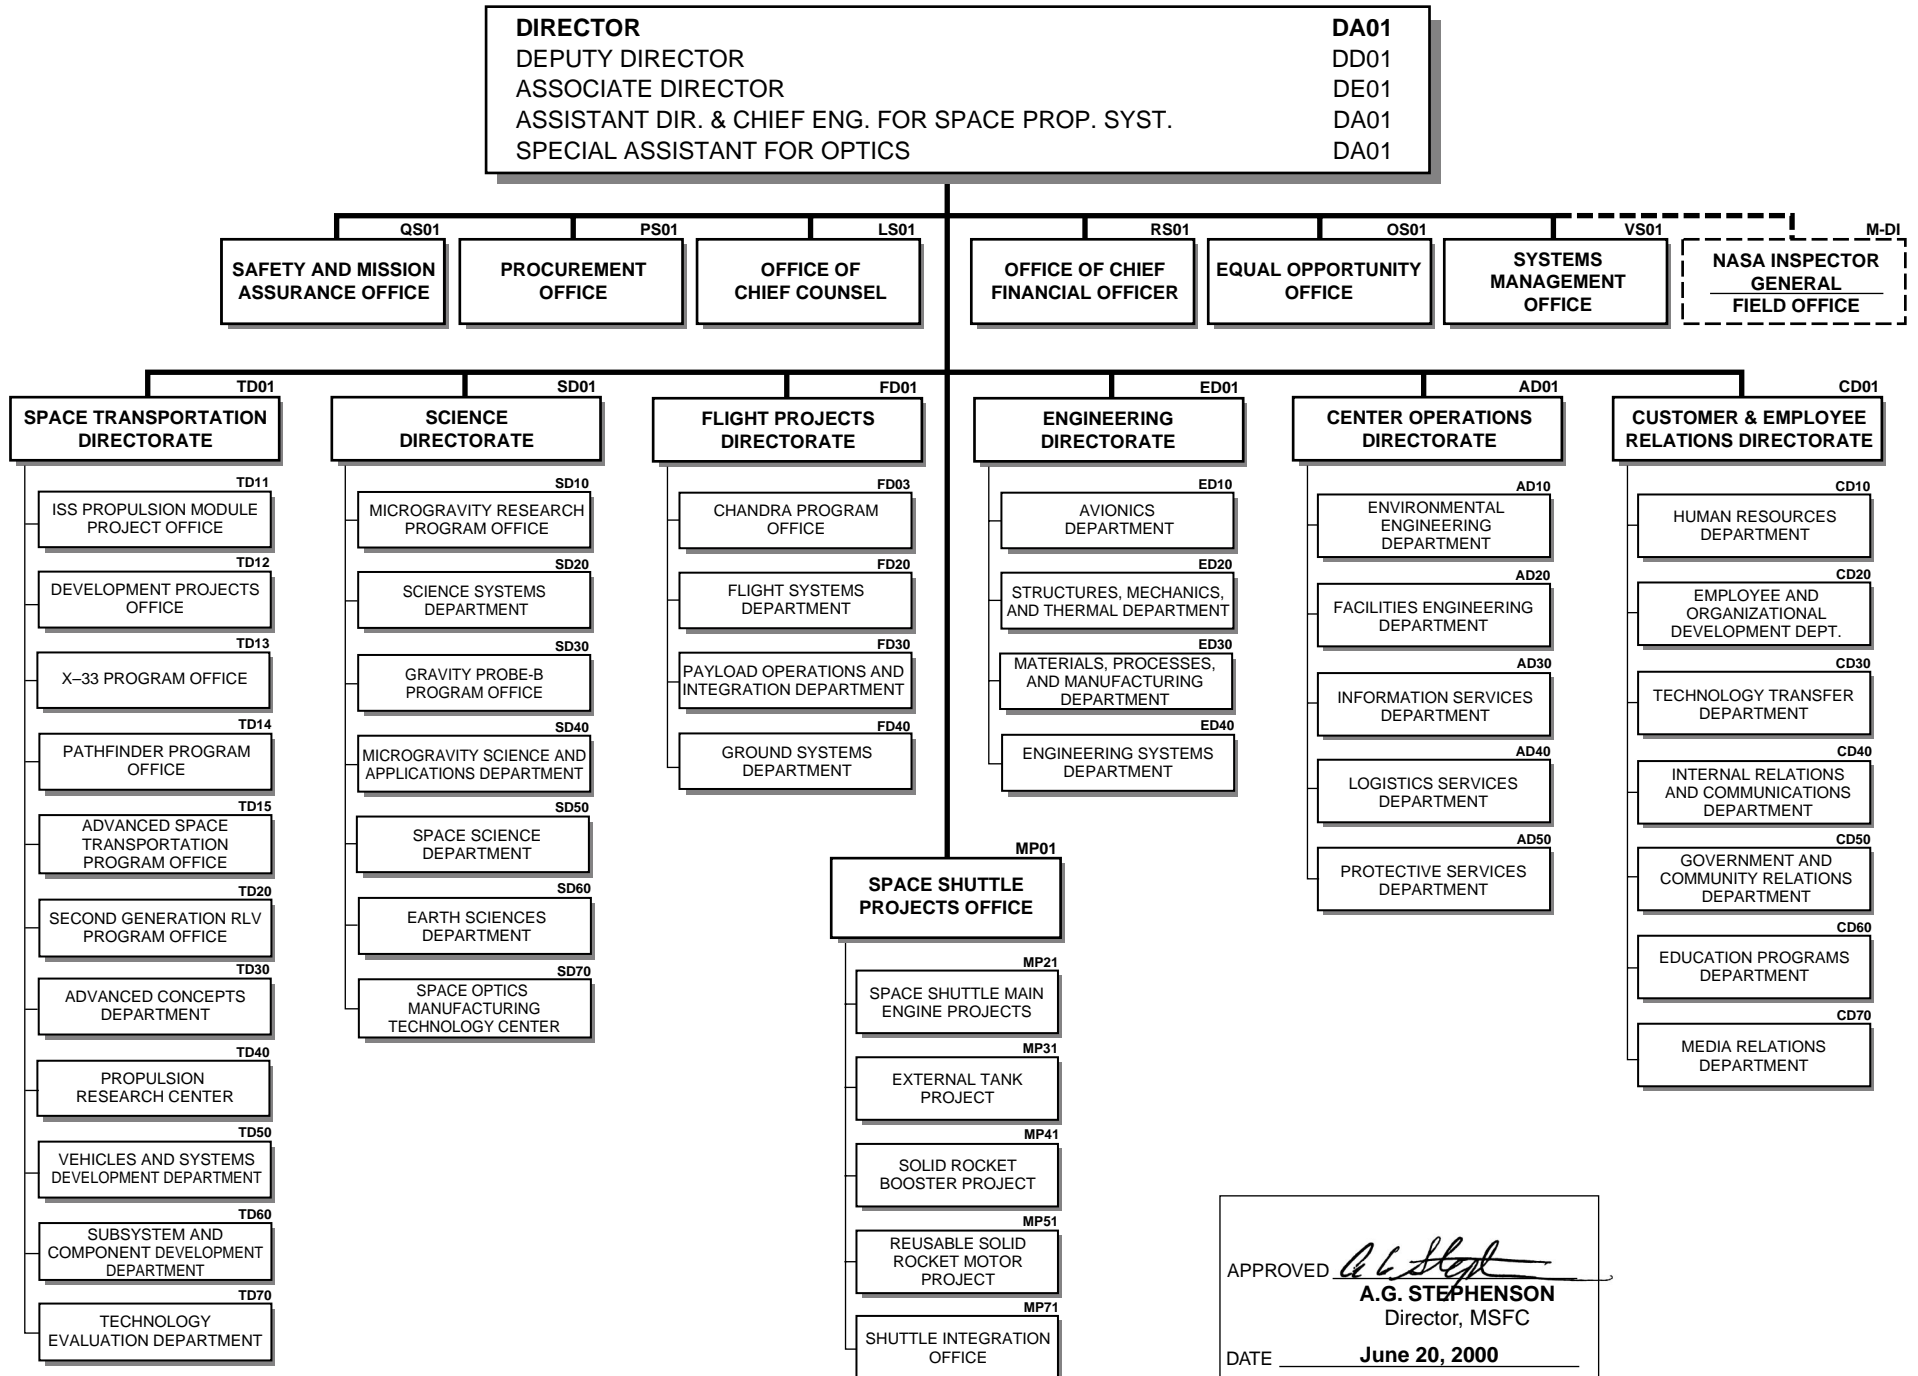 DIRECTOR DA01
DEPUTY DIRECTOR DD01
ASSOCIATE DIRECTOR DE01
ASSISTANT DIR. & CHIEF ENG. FOR SPACE PROP. SYST. DA01
SPECIAL ASSISTANT FOR OPTICS DA01
QS01
SAFETY AND MISSION
ASSURANCE OFFICE
PS01
PROCUREMENT
OFFICE
LS01
OFFICE OF
CHIEF COUNSEL
RS01
OFFICE OF CHIEF
FINANCIAL OFFICER
OS01
EQUAL OPPORTUNITY
OFFICE
VS01
SYSTEMS
MANAGEMENT
OFFICE
M-DI
NASA INSPECTOR
GENERAL
FIELD OFFICE
TD01
SPACE TRANSPORTATION
DIRECTORATE
TD11
ISS PROPULSION MODULE
PROJECT OFFICE
TD12
DEVELOPMENT PROJECTS
OFFICE
TD13
X–33 PROGRAM OFFICE
TD14
PATHFINDER PROGRAM
OFFICE
TD15
ADVANCED SPACE
TRANSPORTATION
PROGRAM OFFICE
TD20
SECOND GENERATION RLV
PROGRAM OFFICE
TD30
ADVANCED CONCEPTS
DEPARTMENT
TD40
PROPULSION
RESEARCH CENTER
TD50
VEHICLES AND SYSTEMS
DEVELOPMENT DEPARTMENT
TD60
SUBSYSTEM AND
COMPONENT DEVELOPMENT
DEPARTMENT
TD70
TECHNOLOGY
EVALUATION DEPARTMENT
SD01
SCIENCE
DIRECTORATE
SD10
MICROGRAVITY RESEARCH
PROGRAM OFFICE
SD20
SCIENCE SYSTEMS
DEPARTMENT
SD30
GRAVITY PROBE-B
PROGRAM OFFICE
SD40
MICROGRAVITY SCIENCE AND
APPLICATIONS DEPARTMENT
SD50
SPACE SCIENCE
DEPARTMENT
SD60
EARTH SCIENCES
DEPARTMENT
SD70
SPACE OPTICS
MANUFACTURING
TECHNOLOGY CENTER
FD01
FLIGHT PROJECTS
DIRECTORATE
FD03
CHANDRA PROGRAM
OFFICE
FD20
FLIGHT SYSTEMS
DEPARTMENT
FD30
PAYLOAD OPERATIONS AND
INTEGRATION DEPARTMENT
FD40
GROUND SYSTEMS
DEPARTMENT
MP01
SPACE SHUTTLE
PROJECTS OFFICE
MP21
SPACE SHUTTLE MAIN
ENGINE PROJECTS
MP31
EXTERNAL TANK
PROJECT
MP41
SOLID ROCKET
BOOSTER PROJECT
MP51
REUSABLE SOLID
ROCKET MOTOR
PROJECT
MP71
SHUTTLE INTEGRATION
OFFICE
ED01
ENGINEERING
DIRECTORATE
ED10
AVIONICS
DEPARTMENT
ED20
STRUCTURES, MECHANICS,
AND THERMAL DEPARTMENT
ED30
MATERIALS, PROCESSES,
AND MANUFACTURING
DEPARTMENT
ED40
ENGINEERING SYSTEMS
DEPARTMENT
AD01
CENTER OPERATIONS
DIRECTORATE
AD10
ENVIRONMENTAL
ENGINEERING
DEPARTMENT
AD20
FACILITIES ENGINEERING
DEPARTMENT
AD30
INFORMATION SERVICES
DEPARTMENT
AD40
LOGISTICS SERVICES
DEPARTMENT
AD50
PROTECTIVE SERVICES
DEPARTMENT
CD01
CUSTOMER & EMPLOYEE
RELATIONS DIRECTORATE
CD10
HUMAN RESOURCES
DEPARTMENT
CD20
EMPLOYEE AND
ORGANIZATIONAL
DEVELOPMENT DEPT.
CD30
TECHNOLOGY TRANSFER
DEPARTMENT
CD40
INTERNAL RELATIONS
AND COMMUNICATIONS
DEPARTMENT
CD50
GOVERNMENT AND
COMMUNITY RELATIONS
DEPARTMENT
CD60
EDUCATION PROGRAMS
DEPARTMENT
CD70
MEDIA RELATIONS
DEPARTMENT
APPROVED
A.G. STEPHENSON
Director, MSFC
DATE June 20, 2000